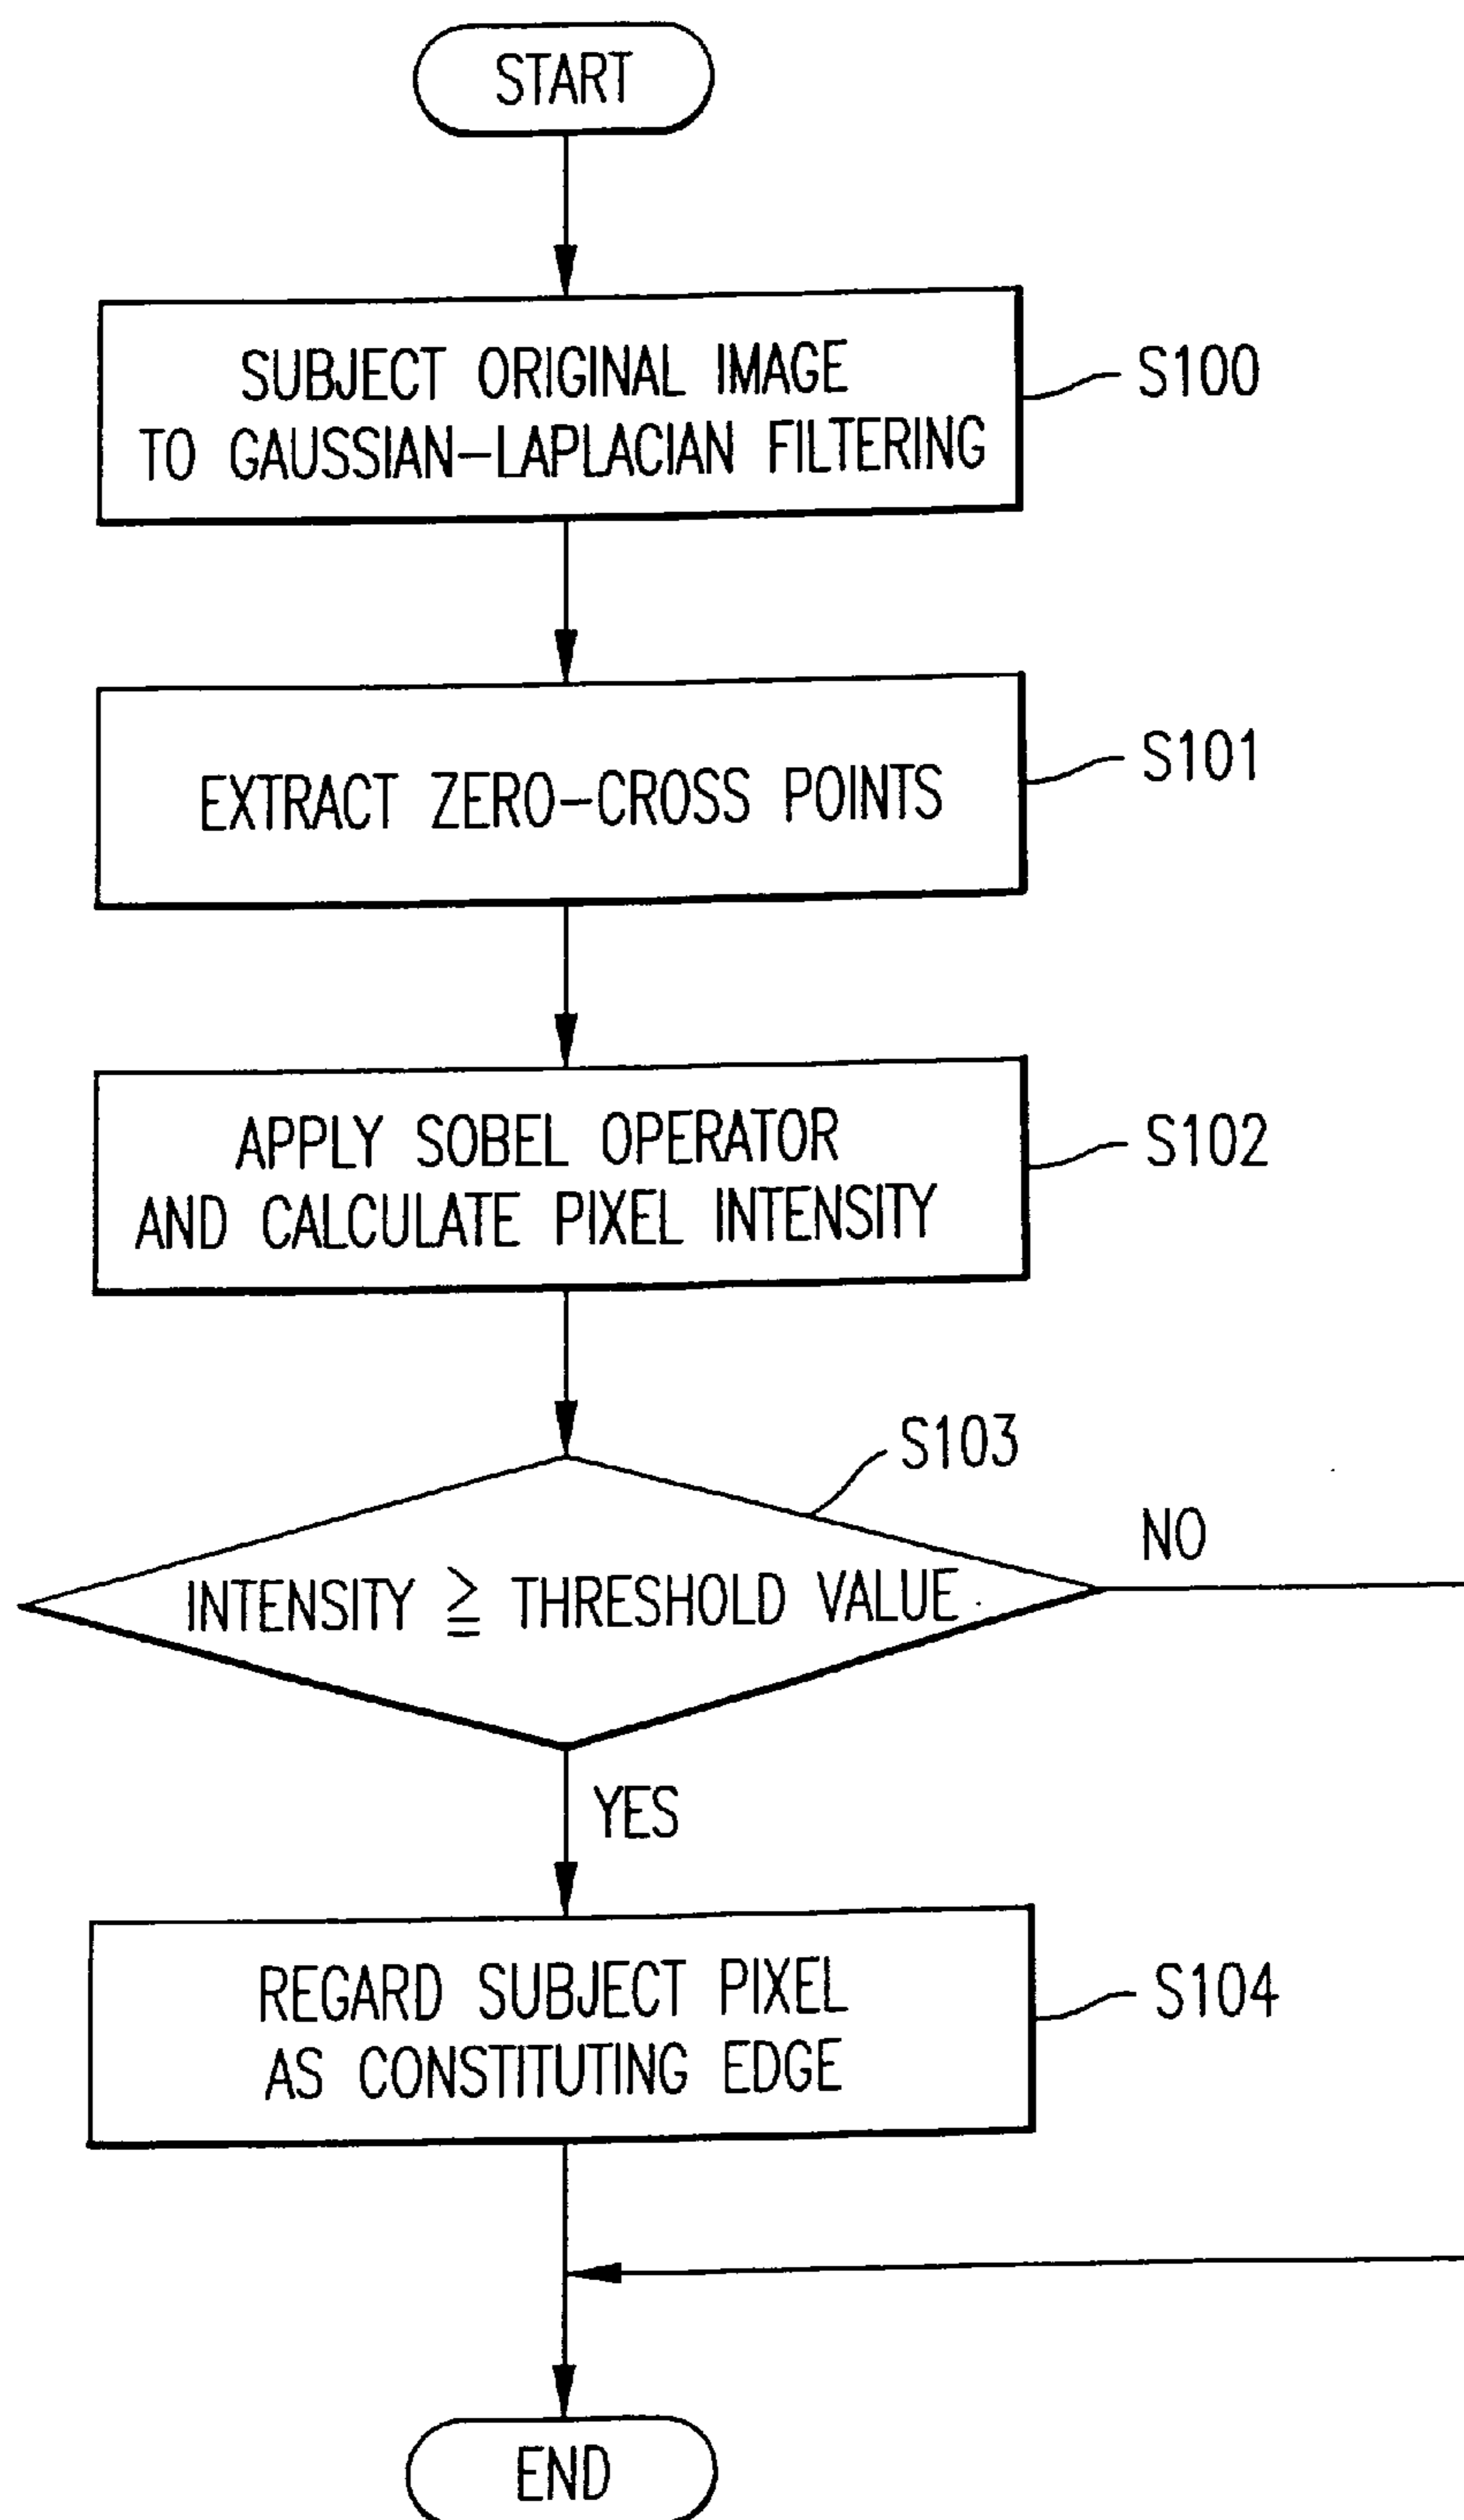 START
SUBJECT ORIGINAL IMAGE
TO GAUSSIAN-LAPLACIAN FILTERING
S100
EXTRACT ZERO-CROSS POINTS
S101
APPLY SOBEL OPERATOR
AND CALCULATE PIXEL INTENSITY
S102
S103
INTENSITY ≧ THRESHOLD VALUE
NO
YES
REGARD SUBJECT PIXEL
AS CONSTITUTING EDGE
S104
END